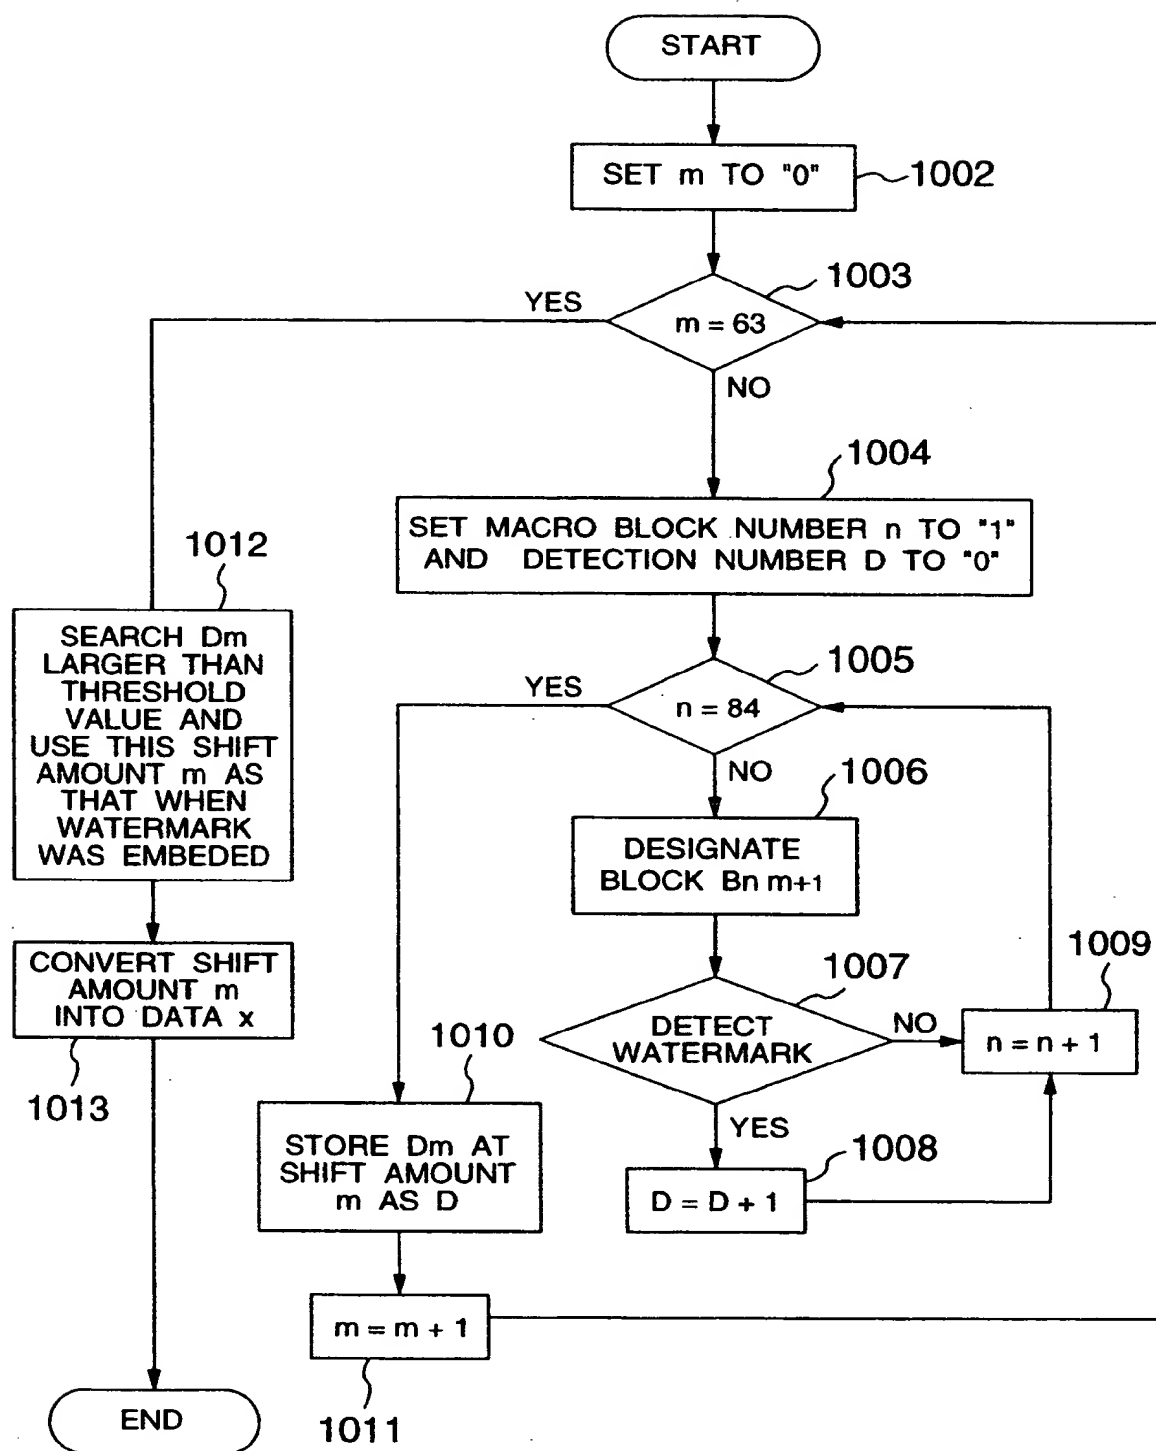 START
SET m TO "0"
1002
1003
YES
m = 63
NO
1004
SET MACRO BLOCK NUMBER n TO "1"
AND DETECTION NUMBER D TO "0"
1012
SEARCH Dm
LARGER THAN
THRESHOLD
VALUE AND
USE THIS SHIFT
AMOUNT m AS
THAT WHEN
WATERMARK
WAS EMBEDED
1005
YES
n = 84
NO
1006
DESIGNATE
BLOCK Bn m+1
1007
DETECT
WATERMARK
NO
1009
n = n + 1
YES
1008
D = D + 1
CONVERT SHIFT
AMOUNT m
INTO DATA x
1013
1010
STORE Dm AT
SHIFT AMOUNT
m AS D
m = m + 1
1011
END